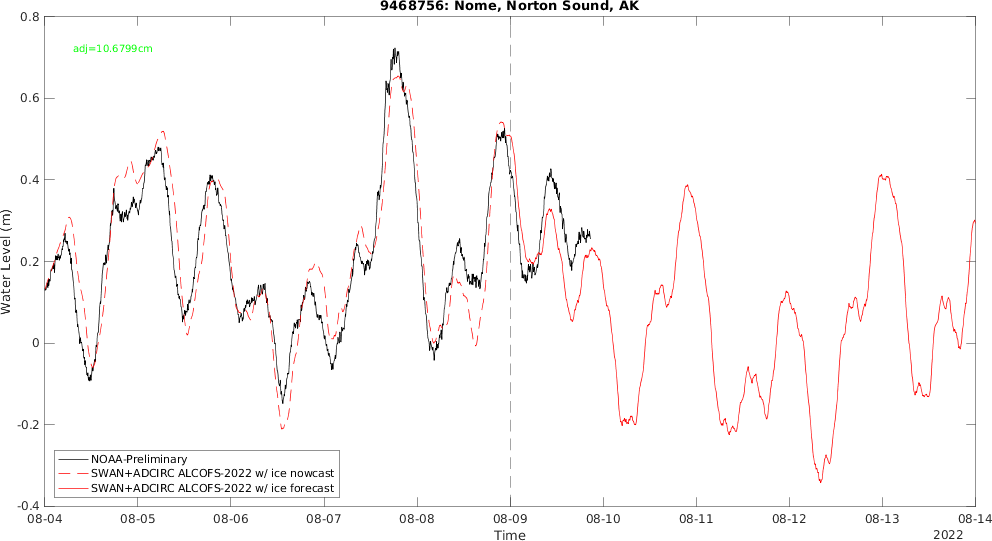 9468756: Nome, Norton Sound, AK
adj=10.6799cm
Water Level (m)
0.8
0.6
0.4
0.2
0
-0.2
-0.4
NOAA-Preliminary
SWAN+ADCIRC ALCOFS-2022 w/ ice nowcast
SWAN+ADCIRC ALCOFS-2022 w/ ice forecast
08-04 08-05 08-06 08-07 08-08 08-09 08-10 08-11 08-12 08-13 08-14
Time
2022